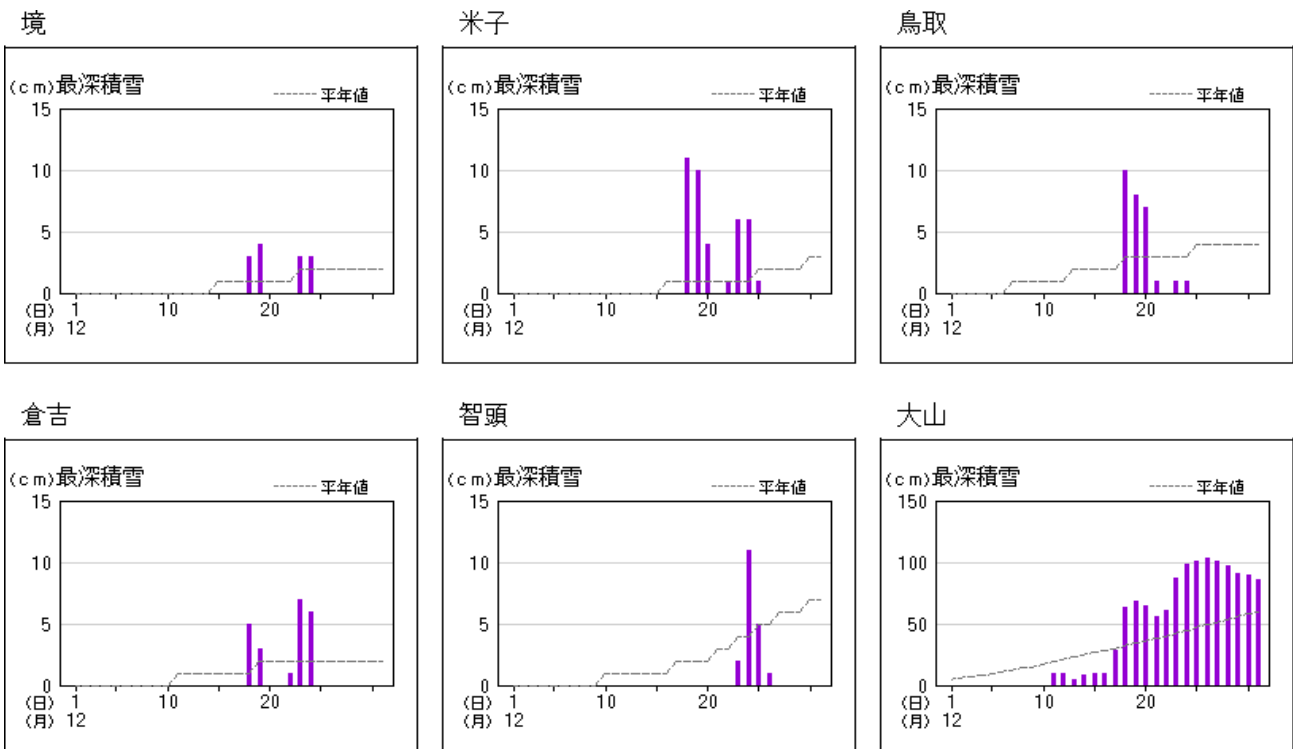 境
(cm)最深積雪
------ 平年値
15
10
5
0
(日) 1 10 20
(月) 12
米子
(cm)最深積雪
------ 平年値
15
10
5
0
(日) 1 10 20
(月) 12
鳥取
(cm)最深積雪
------ 平年値
15
10
5
0
(日) 1 10 20
(月) 12
倉吉
(cm)最深積雪
------ 平年値
15
10
5
0
(日) 1 10 20
(月) 12
智頭
(cm)最深積雪
------ 平年値
15
10
5
0
(日) 1 10 20
(月) 12
大山
(cm)最深積雪
------ 平年値
150
100
50
0
(日) 1 10 20
(月) 12